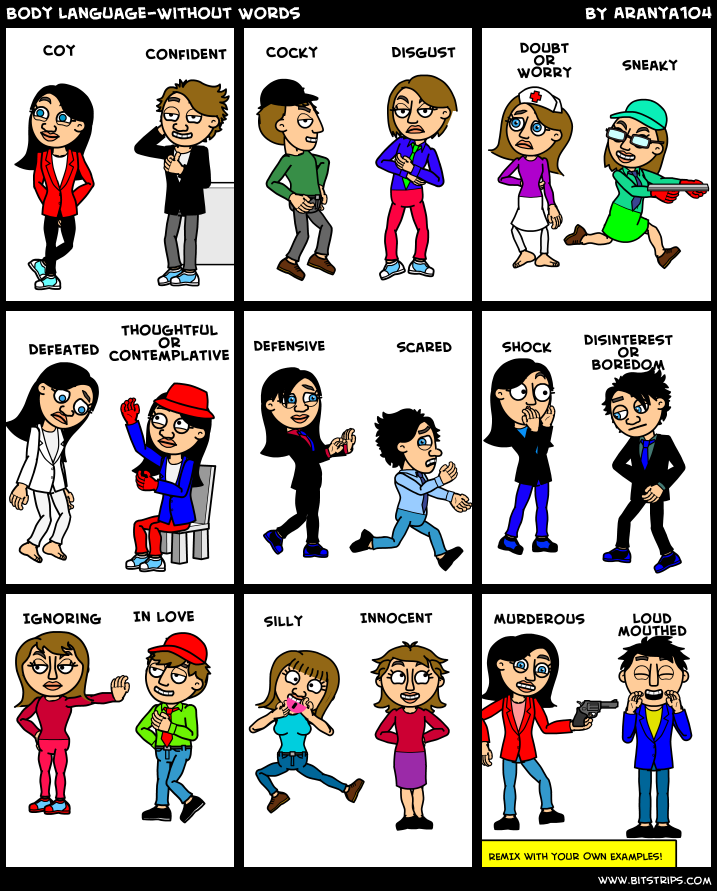 BODY LANGUAGE-WITHOUT WORDS
BY ARANYA104
COY
CONFIDENT
COCKY
DISGUST
DOUBT
OR
WORRY
SNEAKY
DEFEATED
THOUGHTFUL
OR
CONTEMPLATIVE
DEFENSIVE
SCARED
SHOCK
DISINTEREST
OR
BOREDOM
IGNORING
IN LOVE
SILLY
INNOCENT
MURDEROUS
LOUD
MOUTHED
REMIX WITH YOUR OWN EXAMPLES!
WWW.BITSTRIPS.COM